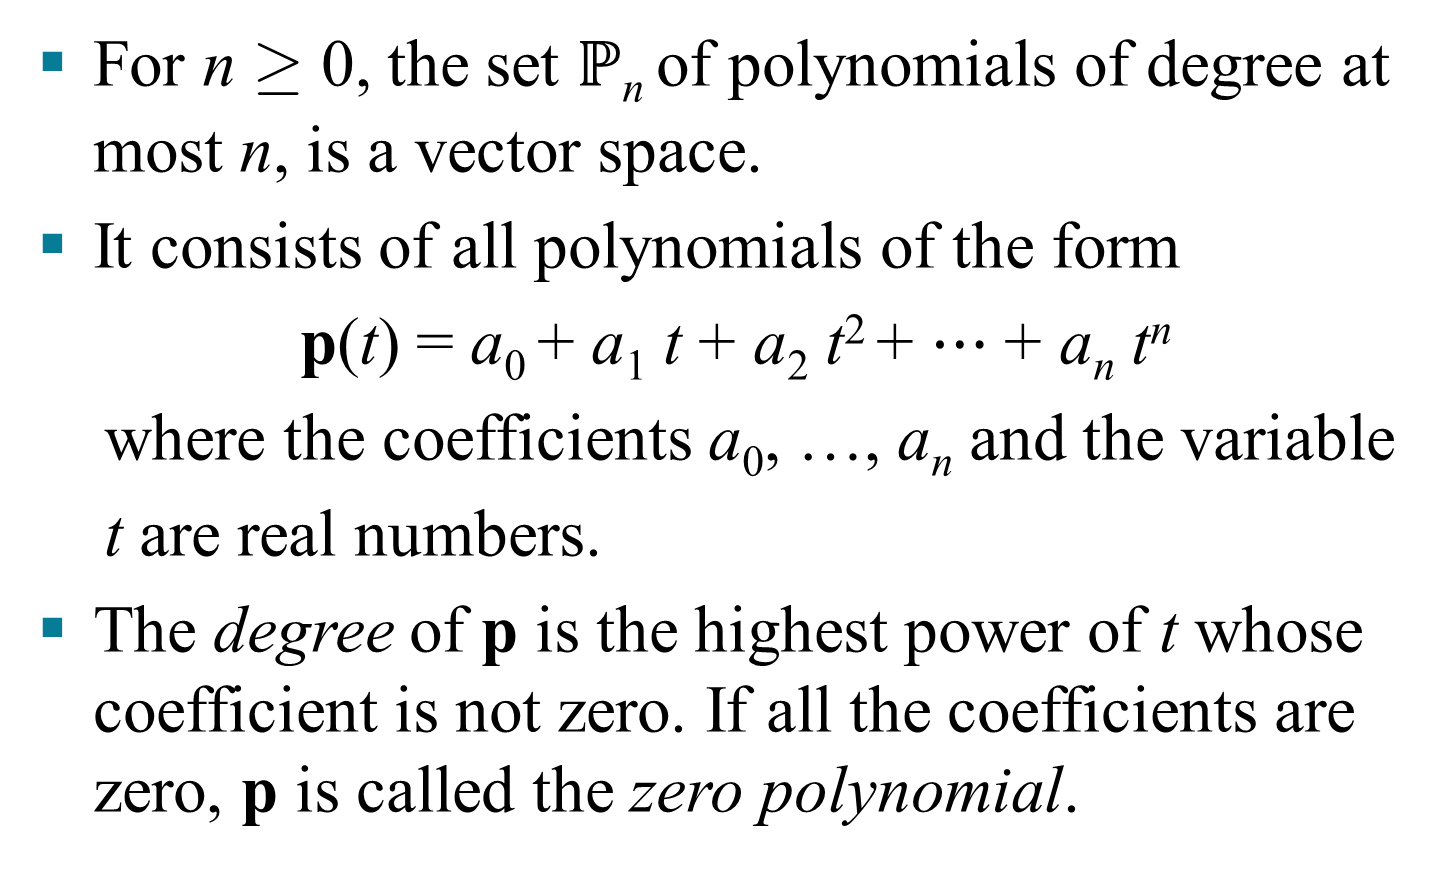 ▪ For n ≥ 0, the set ℙₙ of polynomials of degree at
most n, is a vector space.
▪ It consists of all polynomials of the form
p(t) = a₀ + a₁ t + a₂ t² + ⋯ + aₙ tⁿ
where the coefficients a₀, …, aₙ and the variable
t are real numbers.
▪ The degree of p is the highest power of t whose
coefficient is not zero. If all the coefficients are
zero, p is called the zero polynomial.